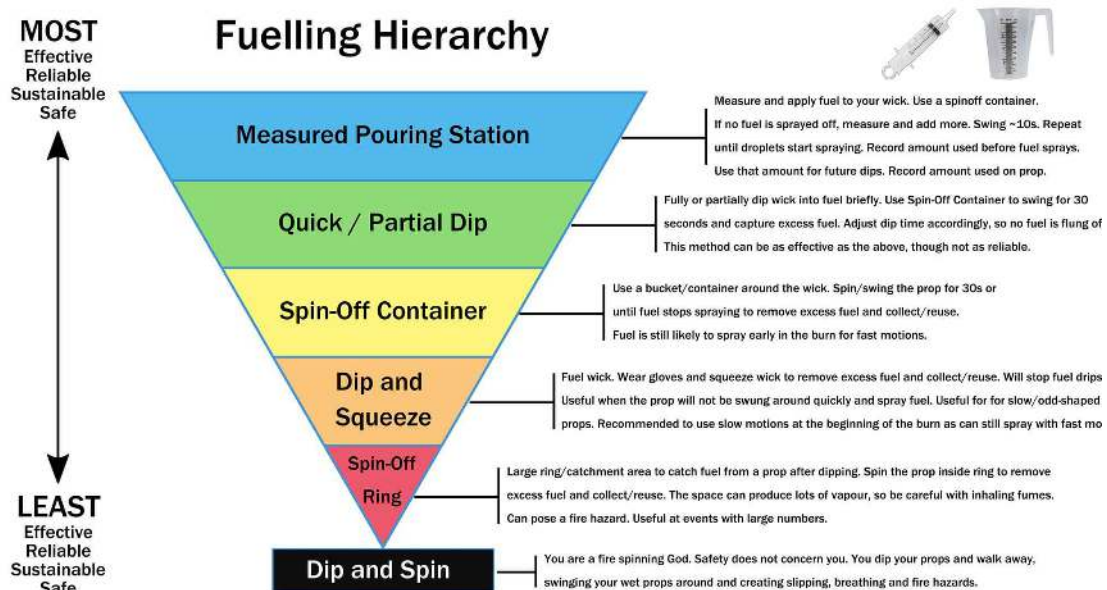 MOST
Effective
Reliable
Sustainable
Safe
Fuelling Hierarchy
Measured Pouring Station
Measure and apply fuel to your wick. Use a spinoff container.
If no fuel is sprayed off, measure and add more. Swing ~10s. Repeat
until droplets start spraying. Record amount used before fuel sprays.
Use that amount for future dips. Record amount used on prop.
Quick / Partial Dip
Fully or partially dip wick into fuel briefly. Use Spin-Off Container to swing for 30
seconds and capture excess fuel. Adjust dip time accordingly, so no fuel is flung of
This method can be as effective as the above, though not as reliable.
Spin-Off Container
Use a bucket/container around the wick. Spin/swing the prop for 30s or
until fuel stops spraying to remove excess fuel and collect/reuse.
Fuel is still likely to spray early in the burn for fast motions.
Dip and
Squeeze
Fuel wick. Wear gloves and squeeze wick to remove excess fuel and collect/reuse. Will stop fuel drips
Useful when the prop will not be swung around quickly and spray fuel. Useful for for slow/odd-shaped
props. Recommended to use slow motions at the beginning of the burn as can still spray with fast mo
Spin-Off
Ring
Large ring/catchment area to catch fuel from a prop after dipping. Spin the prop inside ring to remove
excess fuel and collect/reuse. The space can produce lots of vapour, so be careful with inhaling fumes.
Can pose a fire hazard. Useful at events with large numbers.
LEAST
Effective
Reliable
Sustainable
Safe
Dip and Spin
You are a fire spinning God. Safety does not concern you. You dip your props and walk away,
swinging your wet props around and creating slipping, breathing and fire hazards.